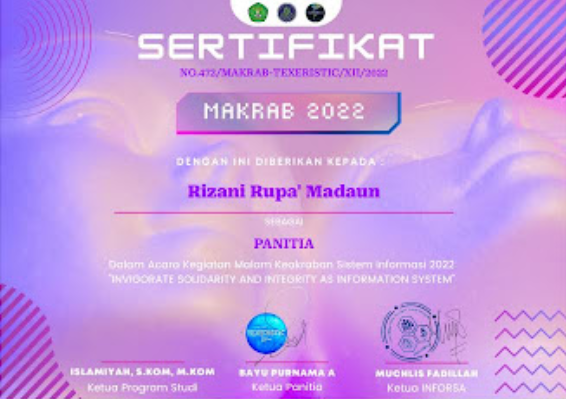 SERTIFIKAT
NO.472/MAKRAB-TEXERISTIC/XII/2022
MAKRAB 2022
DENGAN INI DIBERIKAN KEPADA :
Rizani Rupa' Madaun
SEBAGAI
PANITIA
Dalam Acara Kegiatan Malam Keakraban Sistem Informasi 2022
"INVIGORATE SOLIDARITY AND INTEGRITY AS INFORMATION SYSTEM"
ISLAMIYAH, S.KOM, M.KOM
Ketua Program Studi
BAYU PURNAMA A
Ketua Panitia
MUCHLIS FADILLAH
Ketua INFORSA